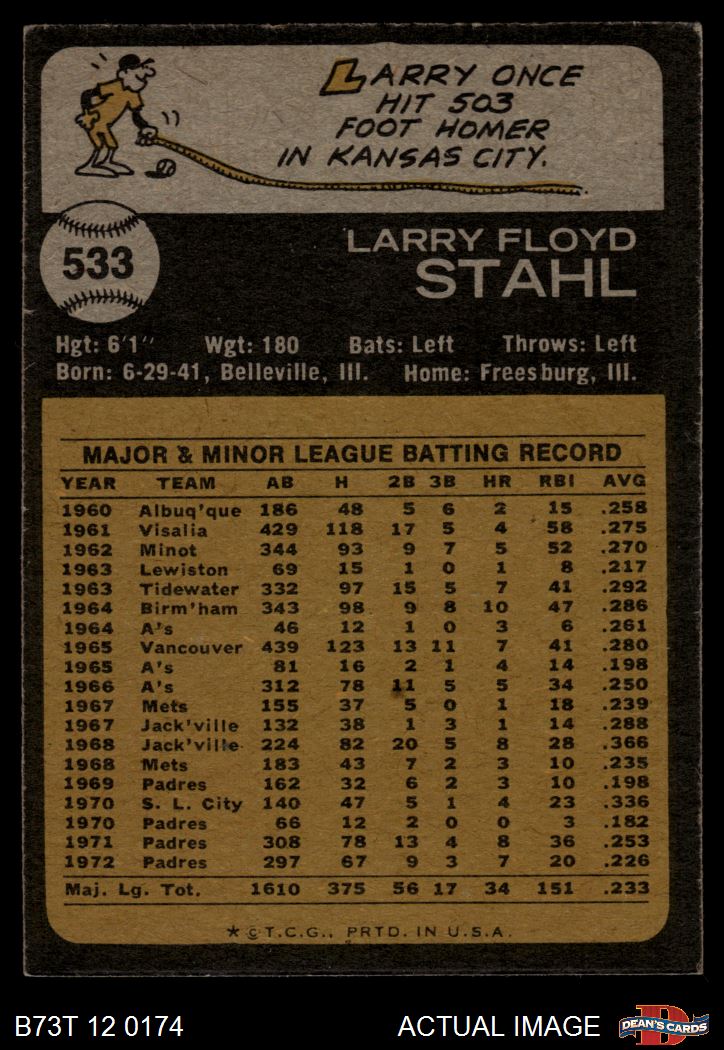 LARRY ONCE
HIT 503
FOOT HOMER
IN KANSAS CITY.
533
LARRY FLOYD
STAHL
Hgt: 6'1" Wgt: 180 Bats: Left Throws: Left
Born: 6-29-41, Belleville, Ill. Home: Freesburg, Ill.
MAJOR & MINOR LEAGUE BATTING RECORD
YEAR TEAM AB H 2B 3B HR RBI AVG
1960 Albuq'que 186 48 5 6 2 15 .258
1961 Visalia 429 118 17 5 4 58 .275
1962 Minot 344 93 9 7 5 52 .270
1963 Lewiston 69 15 1 0 1 8 .217
1963 Tidewater 332 97 15 5 7 41 .292
1964 Birm'ham 343 98 9 8 10 47 .286
1964 A's 46 12 1 0 3 6 .261
1965 Vancouver 439 123 13 11 7 41 .280
1965 A's 81 16 2 1 4 14 .198
1966 A's 312 78 11 5 5 34 .250
1967 Mets 155 37 5 0 1 18 .239
1967 Jack'ville 132 38 1 3 1 14 .288
1968 Jack'ville 224 82 20 5 8 28 .366
1968 Mets 183 43 7 2 3 10 .235
1969 Padres 162 32 6 2 3 10 .198
1970 S. L. City 140 47 5 1 4 23 .336
1970 Padres 66 12 2 0 0 3 .182
1971 Padres 308 78 13 4 8 36 .253
1972 Padres 297 67 9 3 7 20 .226
Maj. Lg. Tot. 1610 375 56 17 34 151 .233
★ © T.C.G., PRTD. IN U.S.A.
B73T 12 0174 ACTUAL IMAGE D DEAN'S CARDS